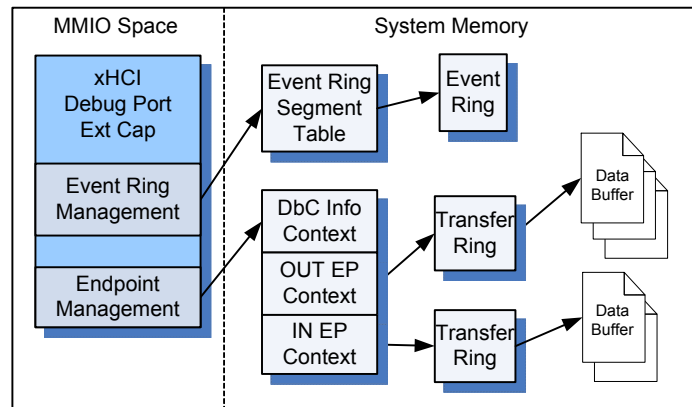 MMIO Space
System Memory
xHCI
Debug Port
Ext Cap
Event Ring
Management
Endpoint
Management
Event Ring
Segment
Table
Event
Ring
DbC Info
Context
OUT EP
Context
IN EP
Context
Transfer
Ring
Transfer
Ring
Data
Buffer
Data
Buffer